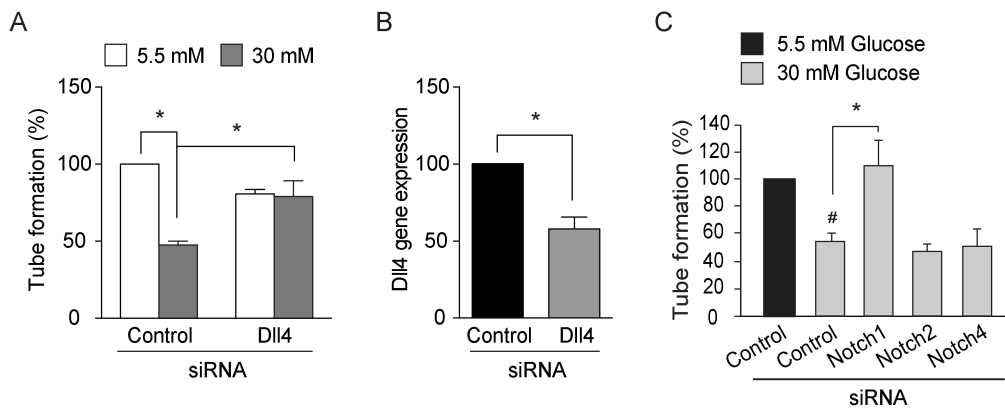 A
5.5 mM 30 mM
Tube formation (%)
150
100
50
0
*
*
Control Dll4
siRNA
B
Dll4 gene expression
150
100
50
0
*
Control Dll4
siRNA
C
5.5 mM Glucose
30 mM Glucose
Tube formation (%)
140
120
100
80
60
40
20
0
*
#
Control Control Notch1 Notch2 Notch4
siRNA